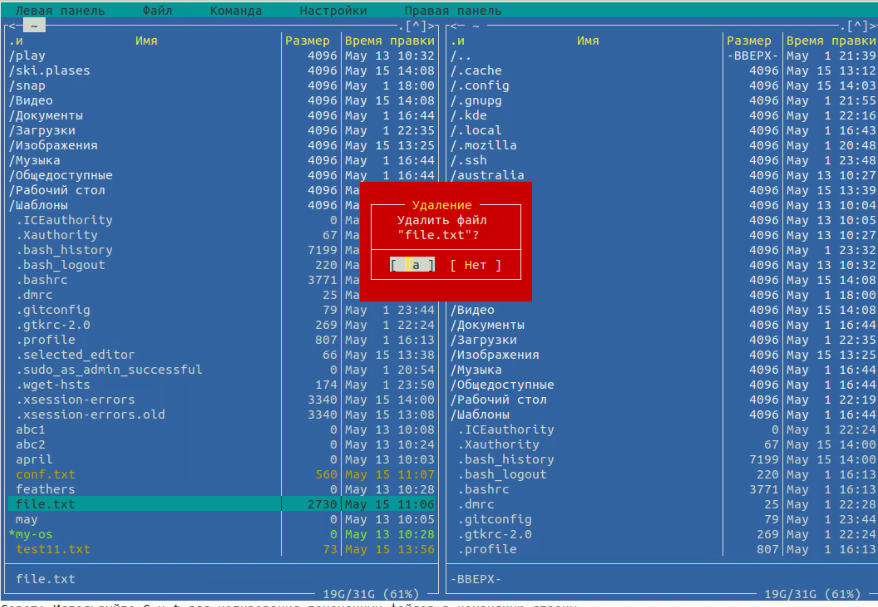 Левая панель Файл Команда Настройки Правая панель
<— ~ .[^]> <— ~ .[^]>
.и Имя Размер Время правки .и Имя Размер Время правки
/play 4096 May 13 10:32 /.. -ВВЕРХ- May 1 21:39
/ski.plases 4096 May 15 14:08 /.cache 4096 May 15 13:12
/snap 4096 May 1 18:00 /.config 4096 May 15 14:03
/Видео 4096 May 15 14:08 /.gnupg 4096 May 1 21:55
/Документы 4096 May 1 16:44 /.kde 4096 May 1 22:16
/Загрузки 4096 May 1 22:35 /.local 4096 May 1 16:43
/Изображения 4096 May 15 13:25 /.mozilla 4096 May 1 20:48
/Музыка 4096 May 1 16:44 /.ssh 4096 May 1 23:48
/Общедоступные 4096 May 1 16:44 /australia 4096 May 13 10:27
/Рабочий стол 4096 Ma 4096 May 15 13:39
/Шаблоны 4096 Ma Удаление 4096 May 13 10:04
.ICEauthority 0 Ma Удалить файл 4096 May 13 10:05
.Xauthority 67 Ma "file.txt"? 4096 May 13 10:27
.bash_history 7199 Ma 4096 May 1 23:32
.bash_logout 220 Ma [ Да ] [ Нет ] 4096 May 13 10:32
.bashrc 3771 Ma 4096 May 15 14:08
.dmrc 25 Ma 4096 May 1 18:00
.gitconfig 79 May 1 23:44 /Видео 4096 May 15 14:08
.gtkrc-2.0 269 May 1 22:24 /Документы 4096 May 1 16:44
.profile 807 May 1 16:13 /Загрузки 4096 May 1 22:35
.selected_editor 66 May 15 13:38 /Изображения 4096 May 15 13:25
.sudo_as_admin_successful 0 May 1 20:54 /Музыка 4096 May 1 16:44
.wget-hsts 174 May 1 23:50 /Общедоступные 4096 May 1 16:44
.xsession-errors 3340 May 15 14:00 /Рабочий стол 4096 May 1 22:19
.xsession-errors.old 3340 May 15 13:08 /Шаблоны 4096 May 1 16:44
abc1 0 May 13 10:08 .ICEauthority 0 May 1 22:24
abc2 0 May 13 10:24 .Xauthority 67 May 15 14:00
april 0 May 13 10:03 .bash_history 7199 May 15 14:00
conf.txt 560 May 15 11:07 .bash_logout 220 May 1 16:13
feathers 0 May 13 10:28 .bashrc 3771 May 1 16:13
file.txt 2730 May 15 11:06 .dmrc 25 May 1 22:28
may 0 May 13 10:05 .gitconfig 79 May 1 23:44
*my-os 0 May 13 10:28 .gtkrc-2.0 269 May 1 22:24
test11.txt 73 May 15 13:56 .profile 807 May 1 16:13
file.txt -ВВЕРХ-
19G/31G (61%) 19G/31G (61%)